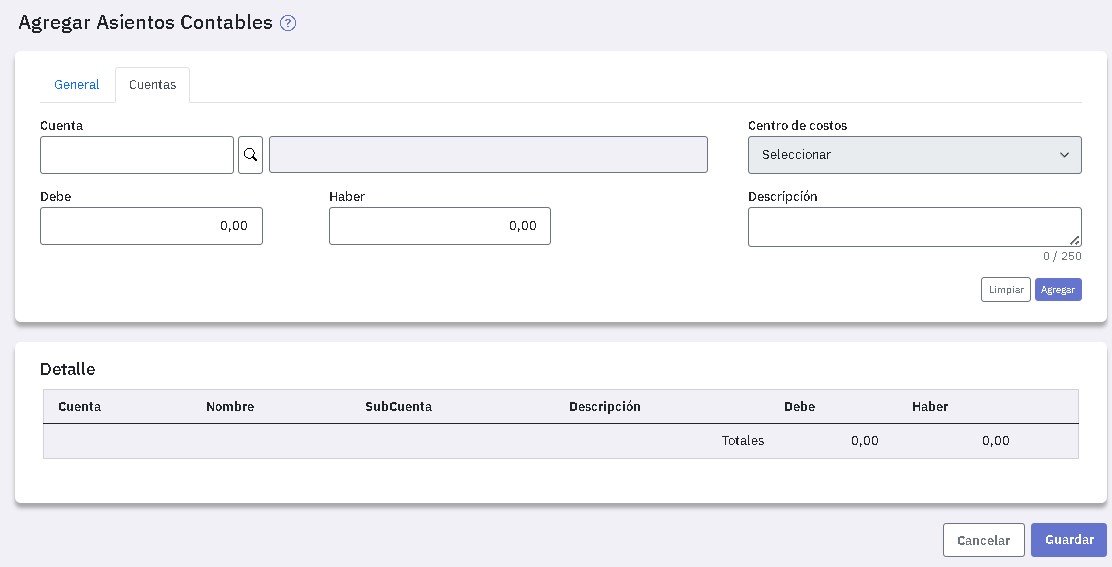 Agregar Asientos Contables ?
General Cuentas
Cuenta Centro de costos
Seleccionar
Debe Haber Descripción
0,00 0,00
0 / 250
Limpiar Agregar
Detalle
Cuenta Nombre SubCuenta Descripción Debe Haber
Totales 0,00 0,00
Cancelar Guardar